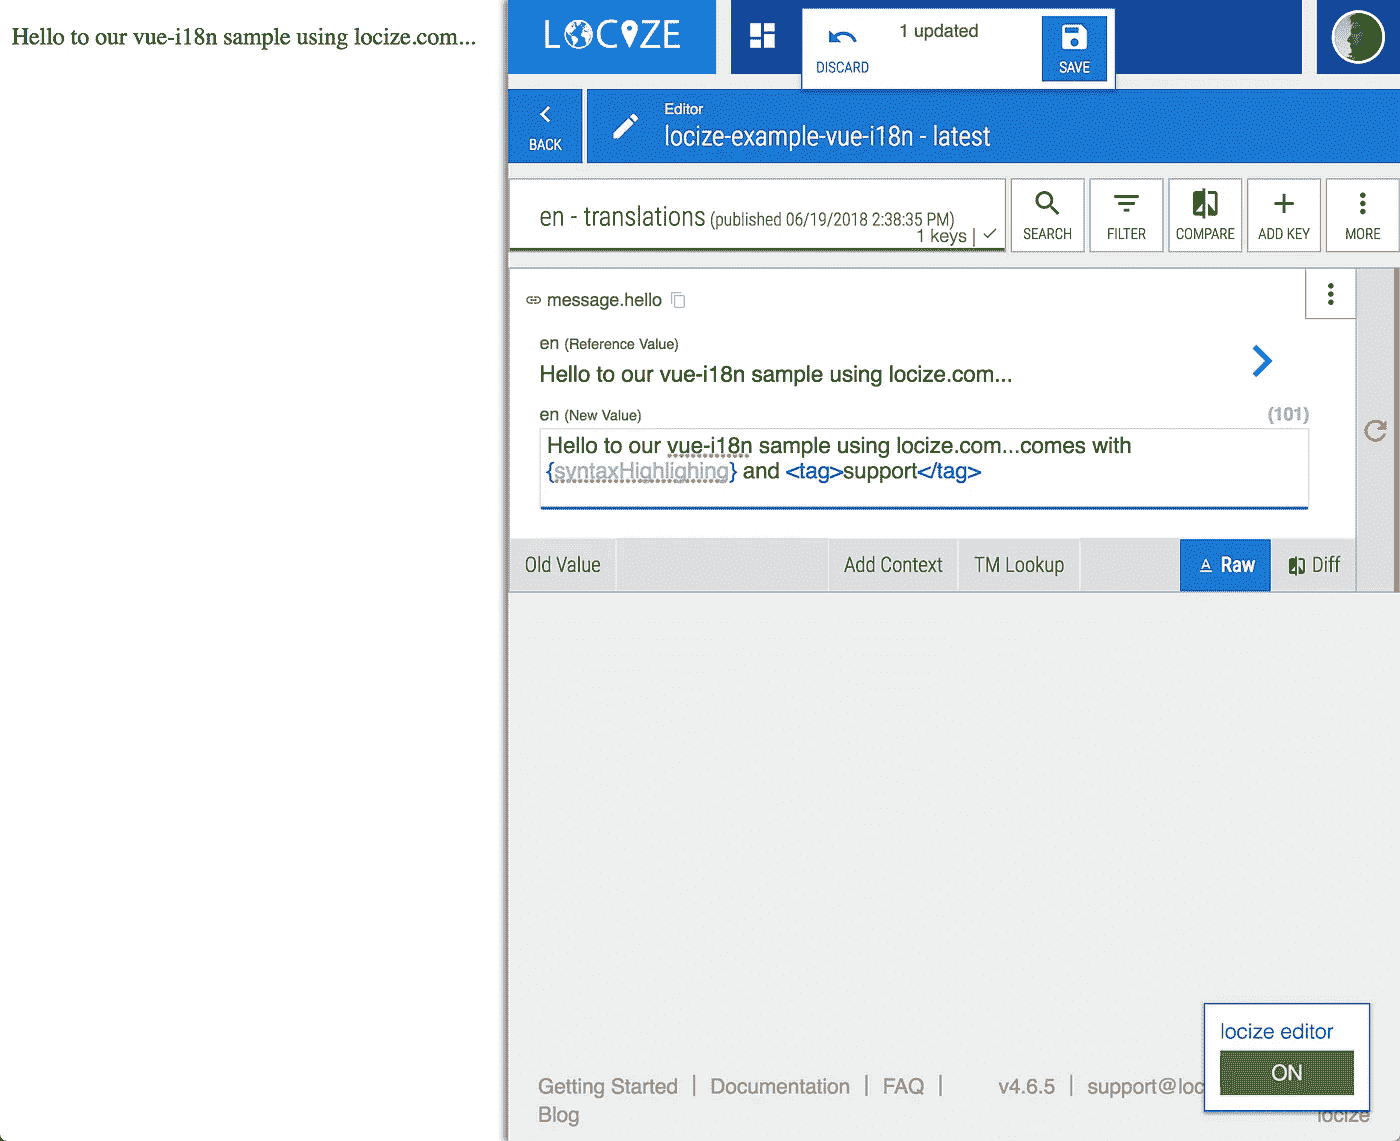 Hello to our vue-i18n sample using locize.com...
LOCIZE
DISCARD
1 updated
SAVE
BACK
Editor
locize-example-vue-i18n - latest
en - translations (published 06/19/2018 2:38:35 PM)
1 keys |
SEARCH
FILTER
COMPARE
ADD KEY
MORE
message.hello
en (Reference Value)
Hello to our vue-i18n sample using locize.com...
en (New Value)
(101)
Hello to our vue-i18n sample using locize.com...comes with
{syntaxHighlighing} and <tag>support</tag>
Old Value
Add Context
TM Lookup
A Raw
Diff
locize editor
ON
Getting Started | Documentation | FAQ |
Blog
v4.6.5 | support@loc
locize